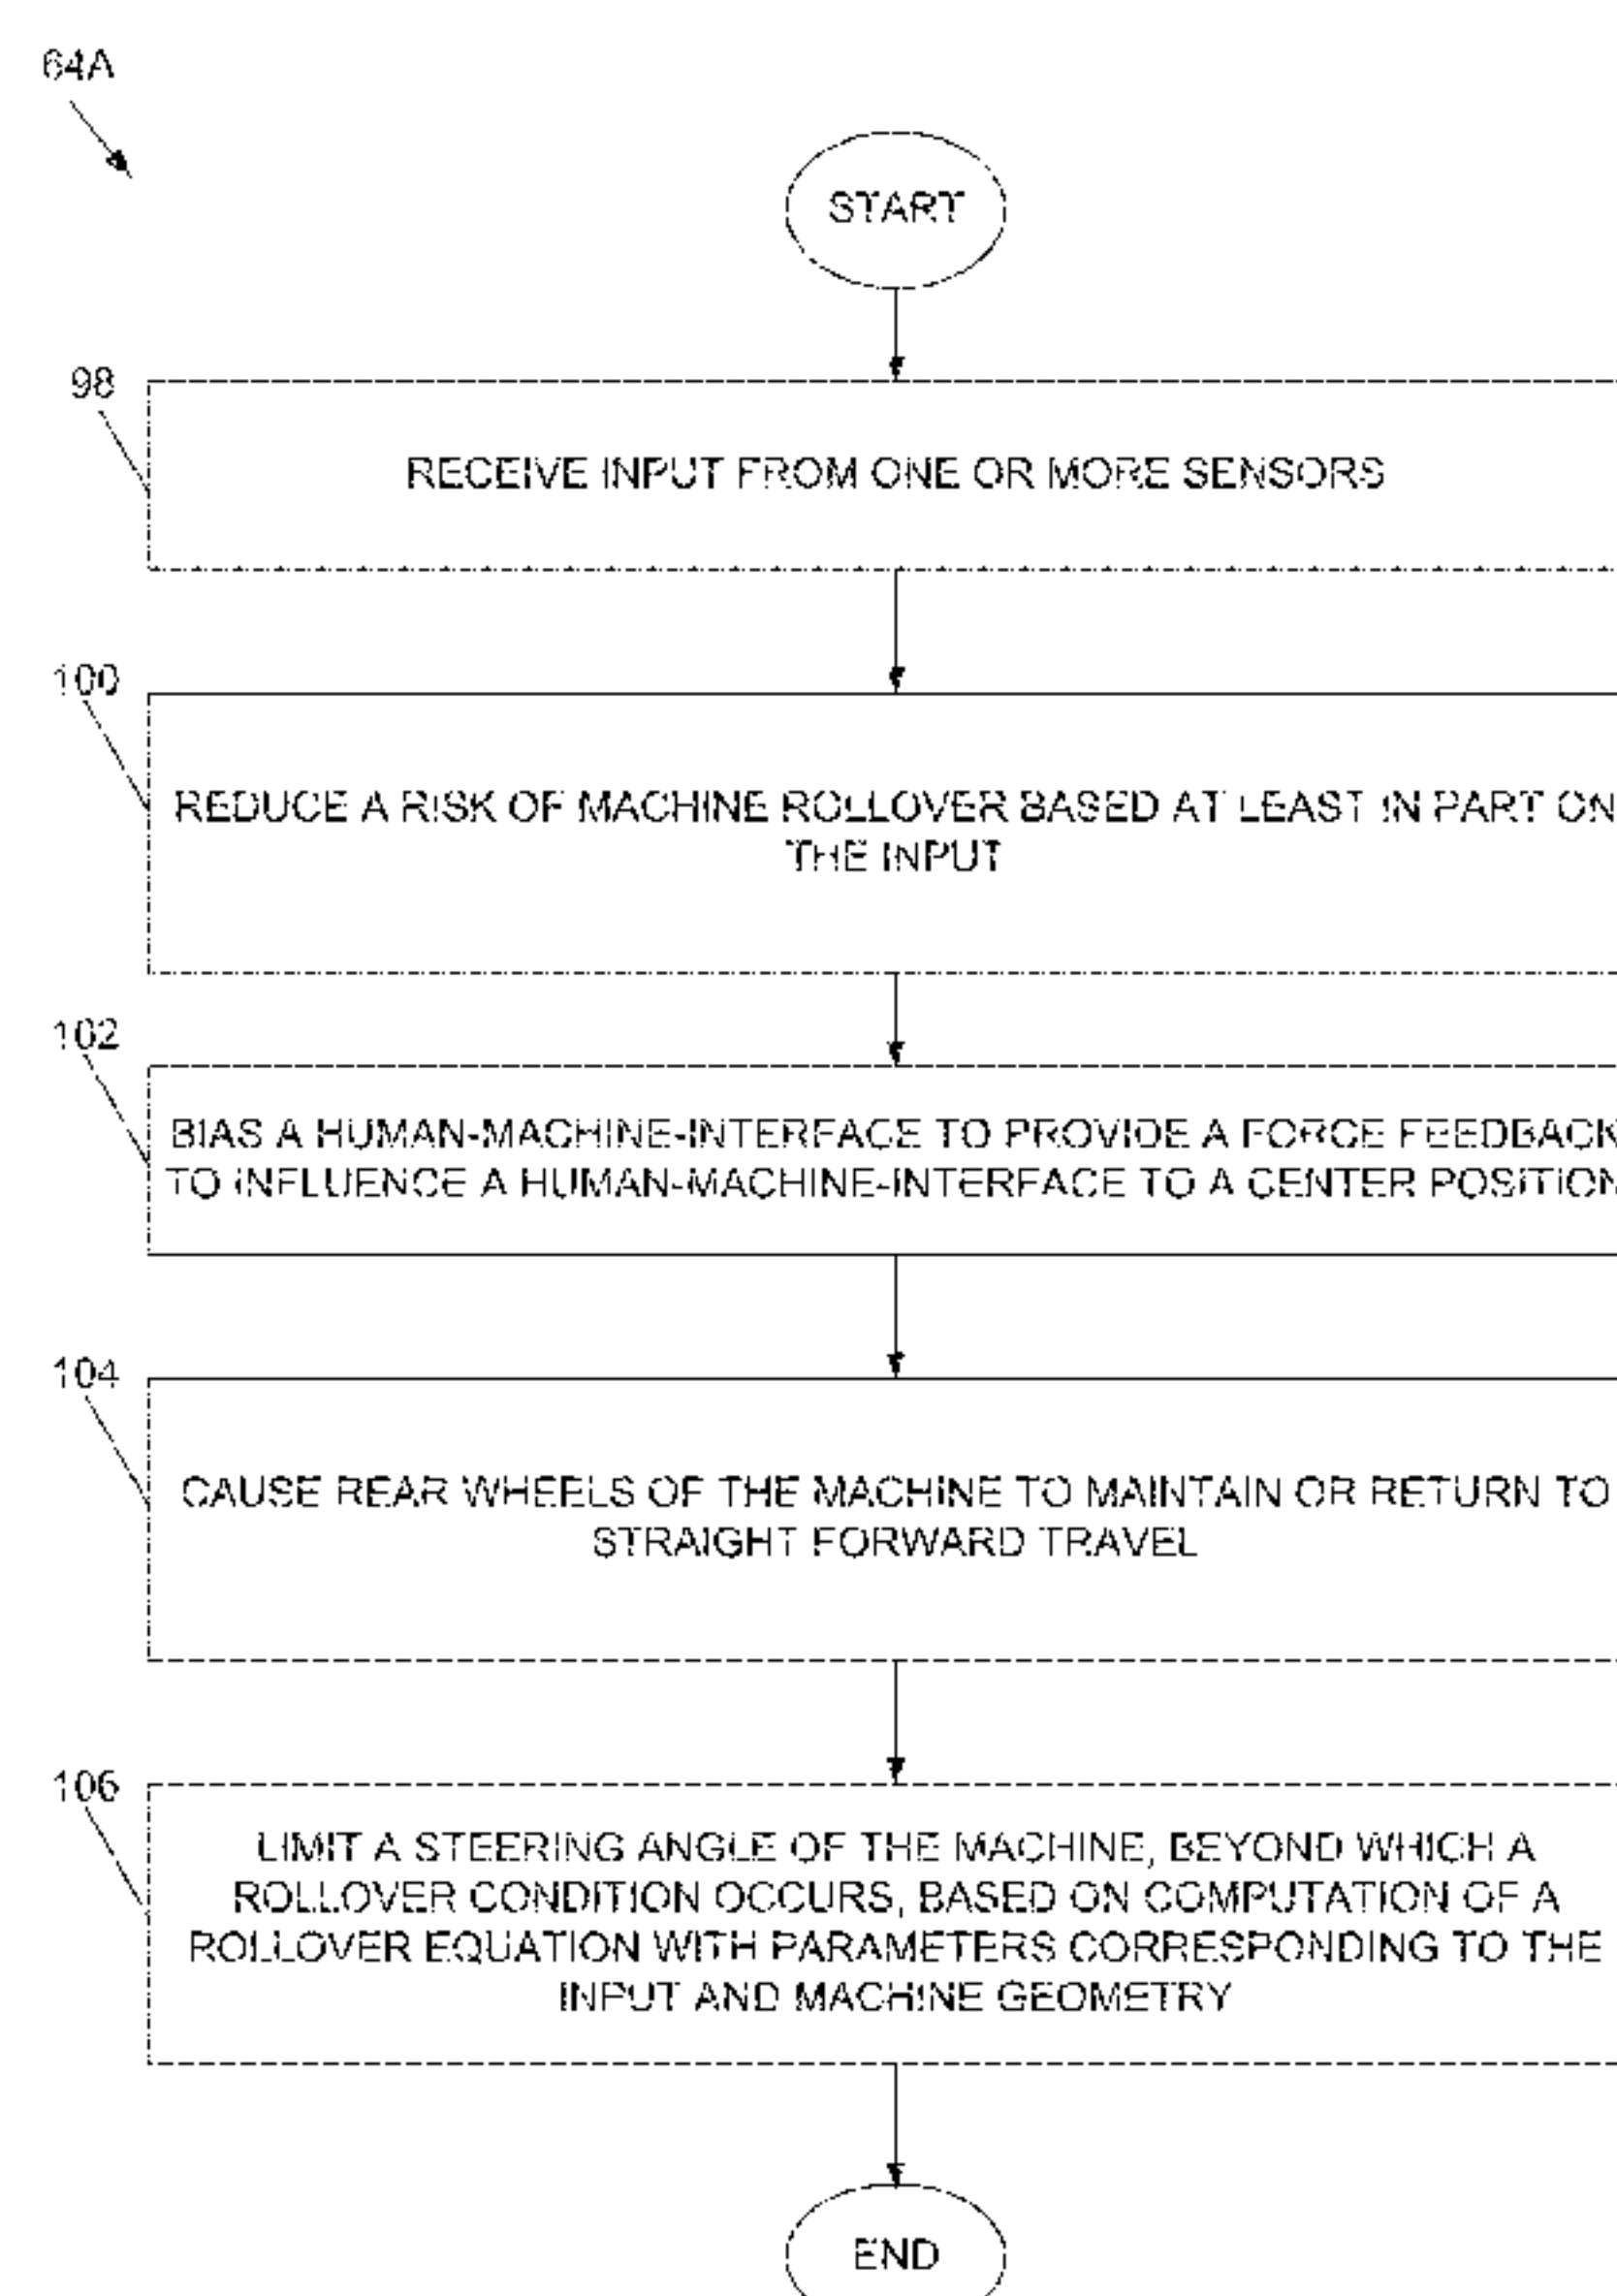 64A
START
98
RECEIVE INPUT FROM ONE OR MORE SENSORS
100
REDUCE A RISK OF MACHINE ROLLOVER BASED AT LEAST IN PART ON
THE INPUT
102
BIAS A HUMAN-MACHINE-INTERFACE TO PROVIDE A FORCE FEEDBACK
TO INFLUENCE A HUMAN-MACHINE-INTERFACE TO A CENTER POSITION
104
CAUSE REAR WHEELS OF THE MACHINE TO MAINTAIN OR RETURN TO
STRAIGHT FORWARD TRAVEL
106
LIMIT A STEERING ANGLE OF THE MACHINE, BEYOND WHICH A
ROLLOVER CONDITION OCCURS, BASED ON COMPUTATION OF A
ROLLOVER EQUATION WITH PARAMETERS CORRESPONDING TO THE
INPUT AND MACHINE GEOMETRY
END